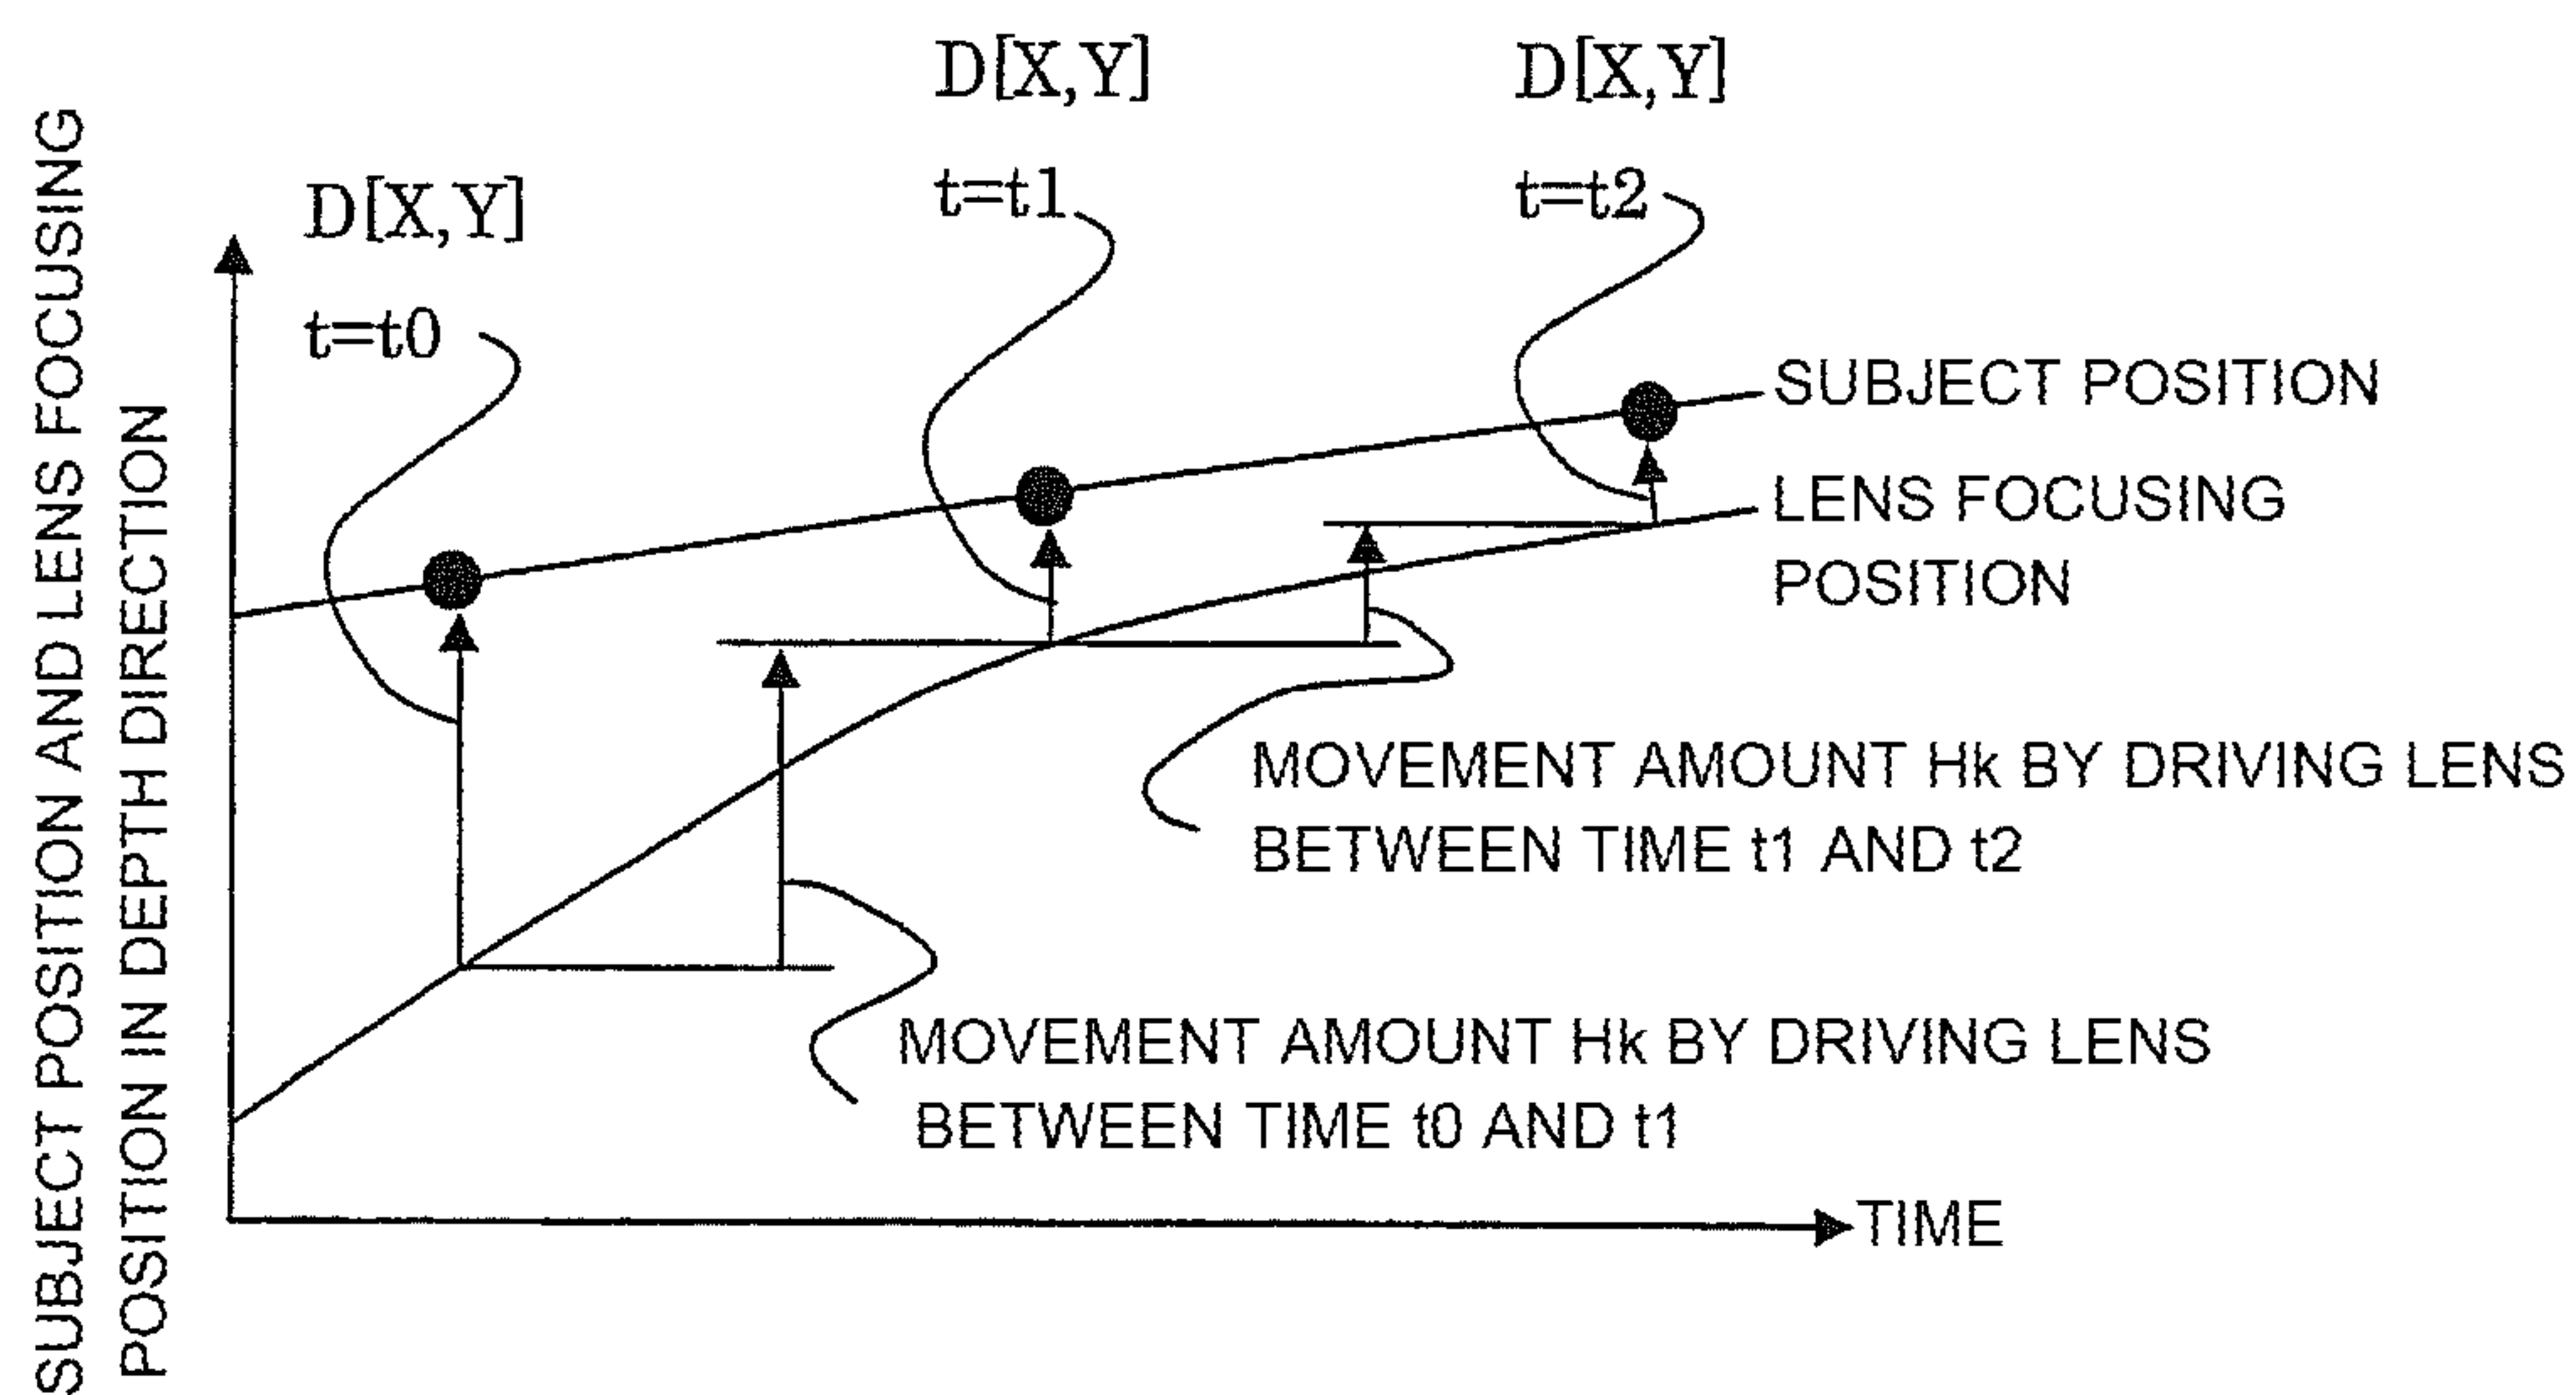 SUBJECT POSITION AND LENS FOCUSING
POSITION IN DEPTH DIRECTION
D[X,Y]
t=t0
D[X,Y]
t=t1
D[X,Y]
t=t2
SUBJECT POSITION
LENS FOCUSING
POSITION
MOVEMENT AMOUNT Hk BY DRIVING LENS
BETWEEN TIME t1 AND t2
MOVEMENT AMOUNT Hk BY DRIVING LENS
BETWEEN TIME t0 AND t1
TIME